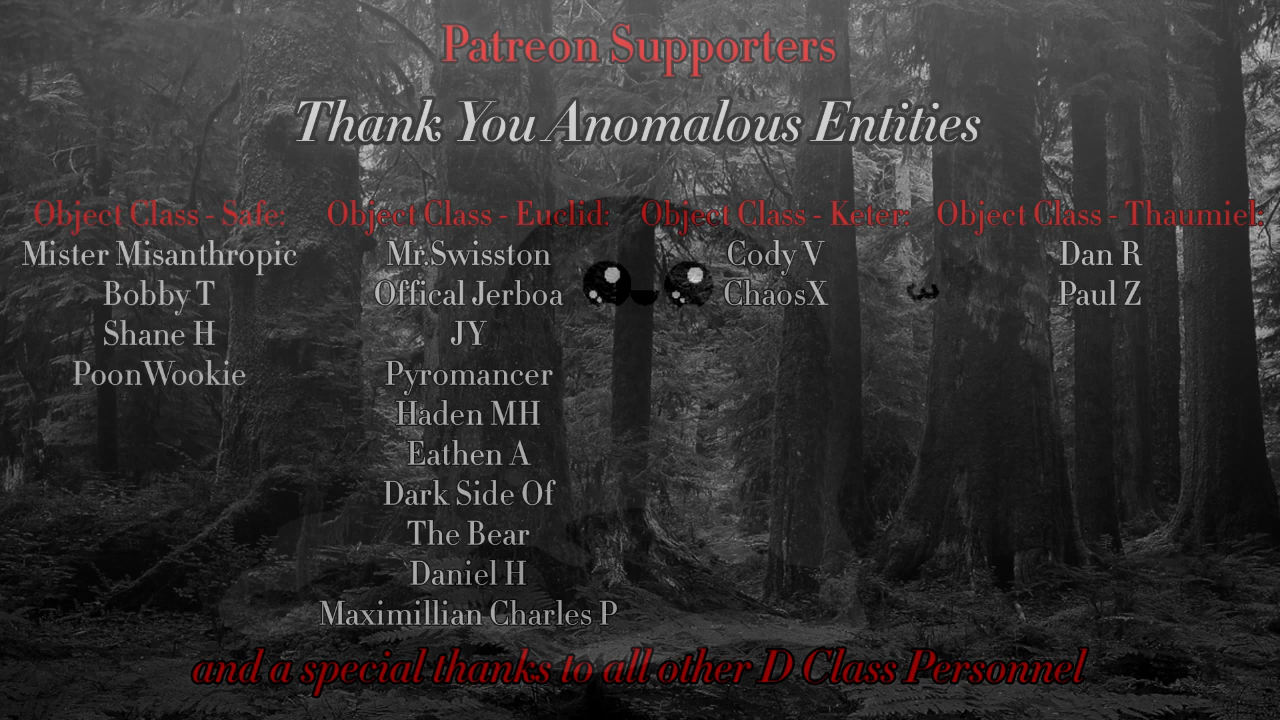 Patreon Supporters
Thank You Anomalous Entities
Object Class - Safe:
Mister Misanthropic
Bobby T
Shane H
PoonWookie
Object Class - Euclid:
Mr.Swisston
Offical Jerboa
JY
Pyromancer
Haden MH
Eathen A
Dark Side Of
The Bear
Daniel H
Maximillian Charles P
Object Class - Keter:
Cody V
ChaosX
Object Class - Thaumiel:
Dan R
Paul Z
and a special thanks to all other D Class Personnel